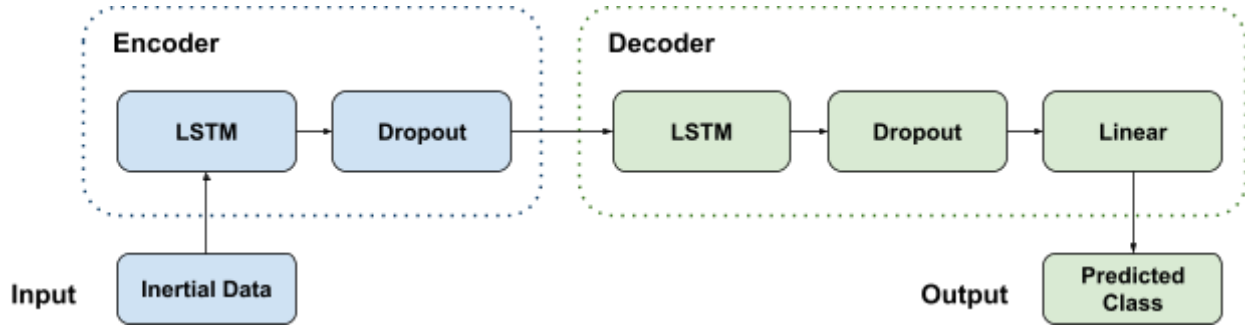 Encoder
Decoder
LSTM
Dropout
LSTM
Dropout
Linear
Input
Inertial Data
Output
Predicted
Class